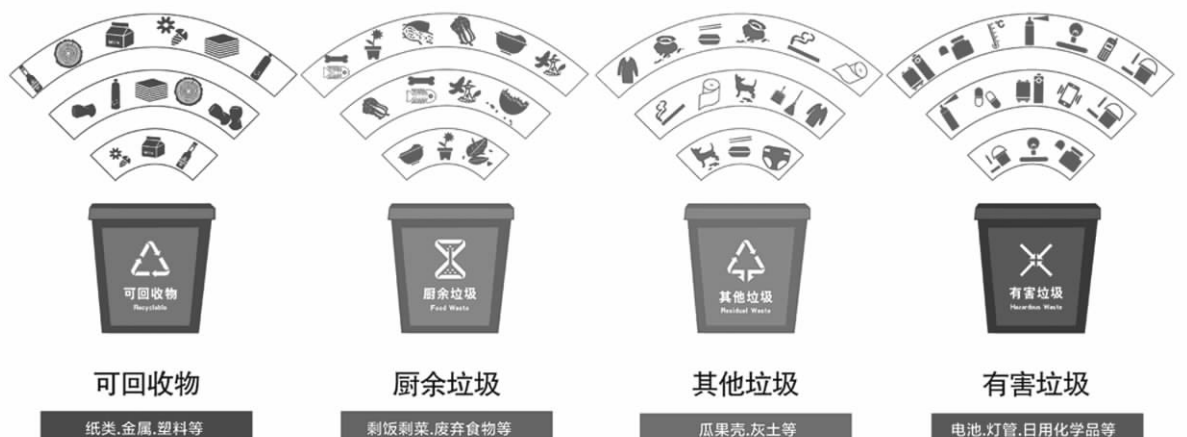 可回收物
Recyclable
厨余垃圾
Food Waste
其他垃圾
Residual Waste
有害垃圾
Hazardous Waste
可回收物
厨余垃圾
其他垃圾
有害垃圾
纸类.金属.塑料等
剩饭剩菜.废弃食物等
瓜果壳.灰土等
电池.灯管.日用化学品等